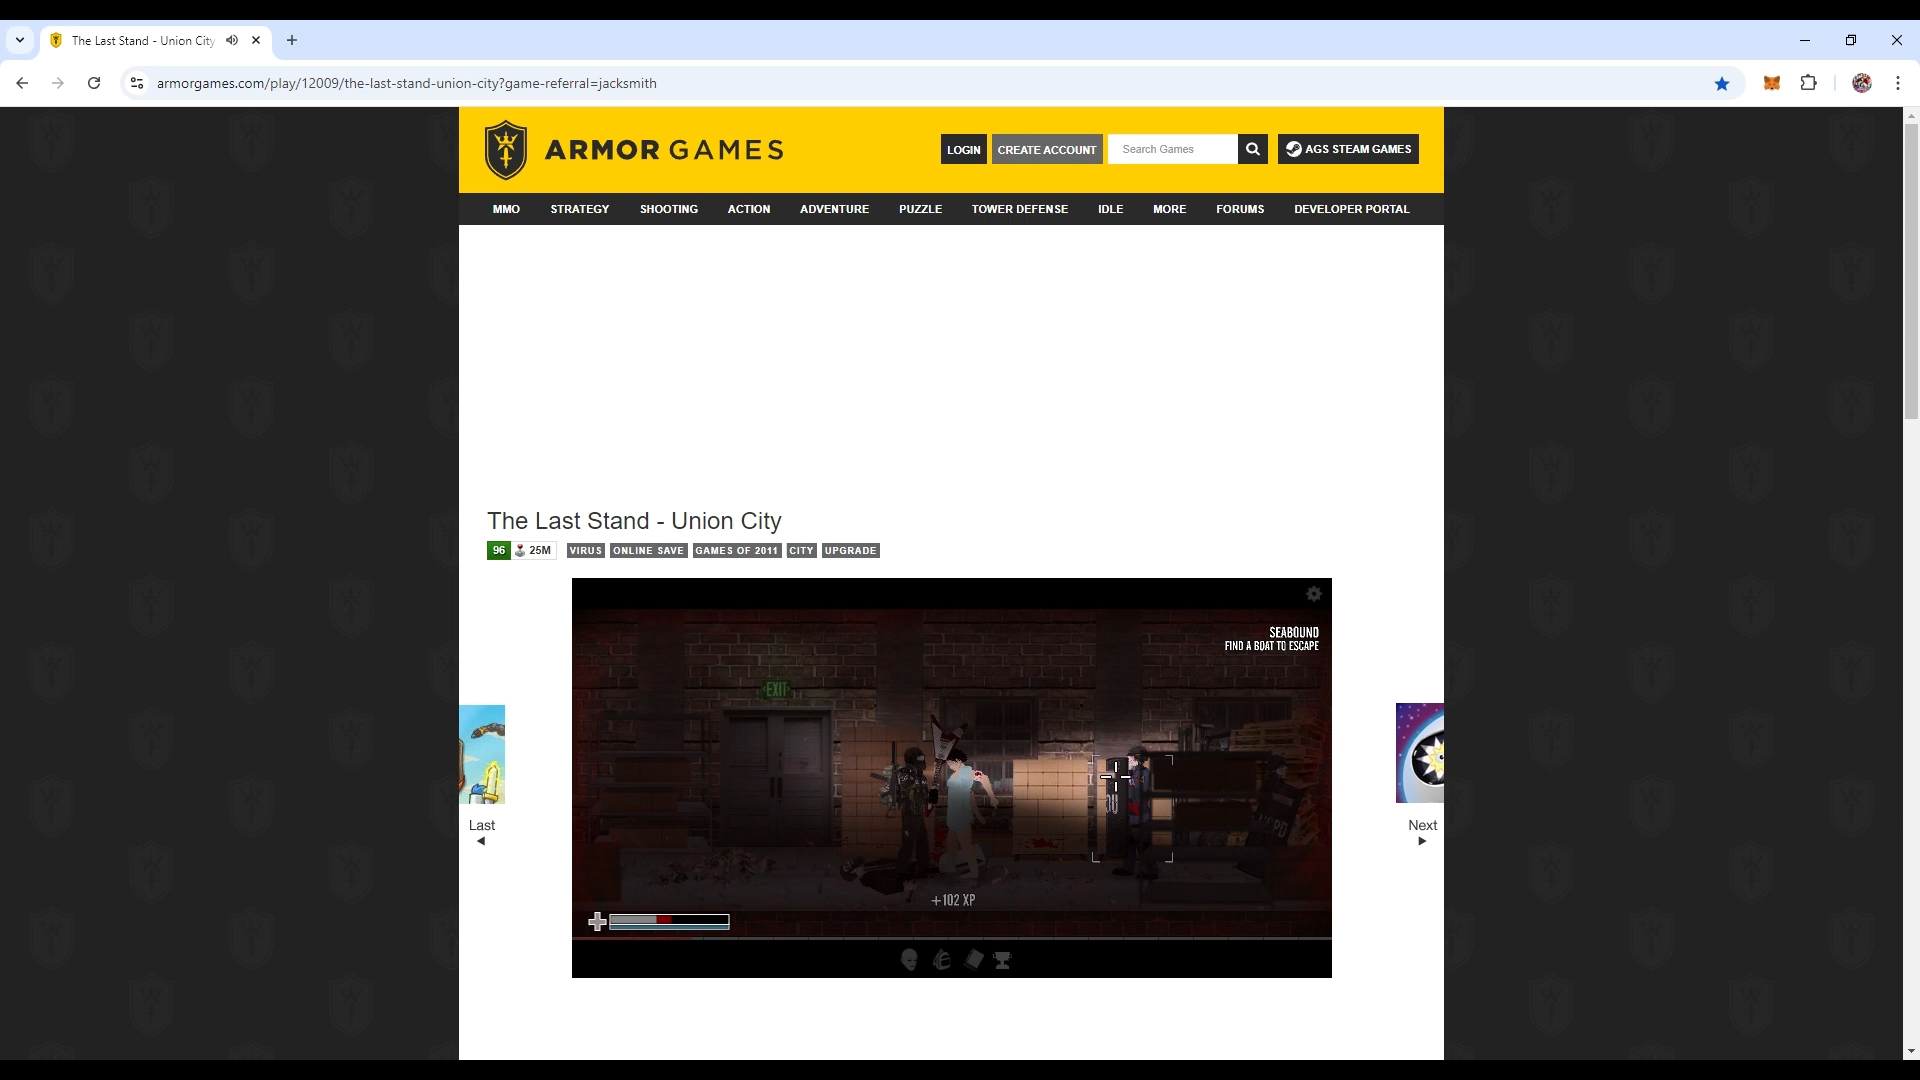 The Last Stand - Union City
armorgames.com/play/12009/the-last-stand-union-city?game-referral=jacksmith
ARMOR GAMES
LOGIN
CREATE ACCOUNT
Search Games
AGS STEAM GAMES
MMO
STRATEGY
SHOOTING
ACTION
ADVENTURE
PUZZLE
TOWER DEFENSE
IDLE
MORE
FORUMS
DEVELOPER PORTAL
The Last Stand - Union City
96
25M
VIRUS
ONLINE SAVE
GAMES OF 2011
CITY
UPGRADE
SEABOUND
FIND A BOAT TO ESCAPE
EXIT
Last
Next
+102 XP